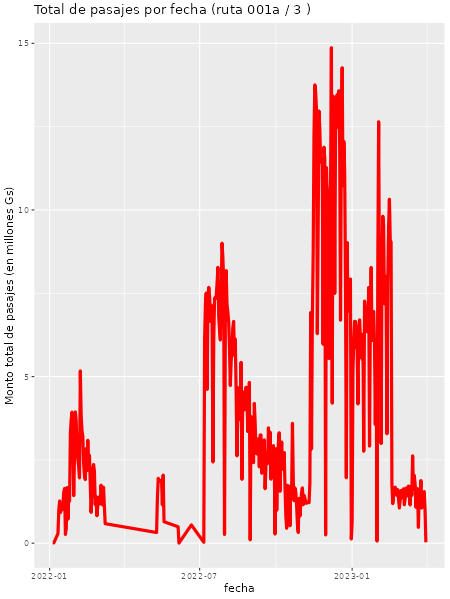 Total de pasajes por fecha (ruta 001a / 3 )
Monto total de pasajes (en millones Gs)
15
10
5
0
2022-01
2022-07
2023-01
fecha